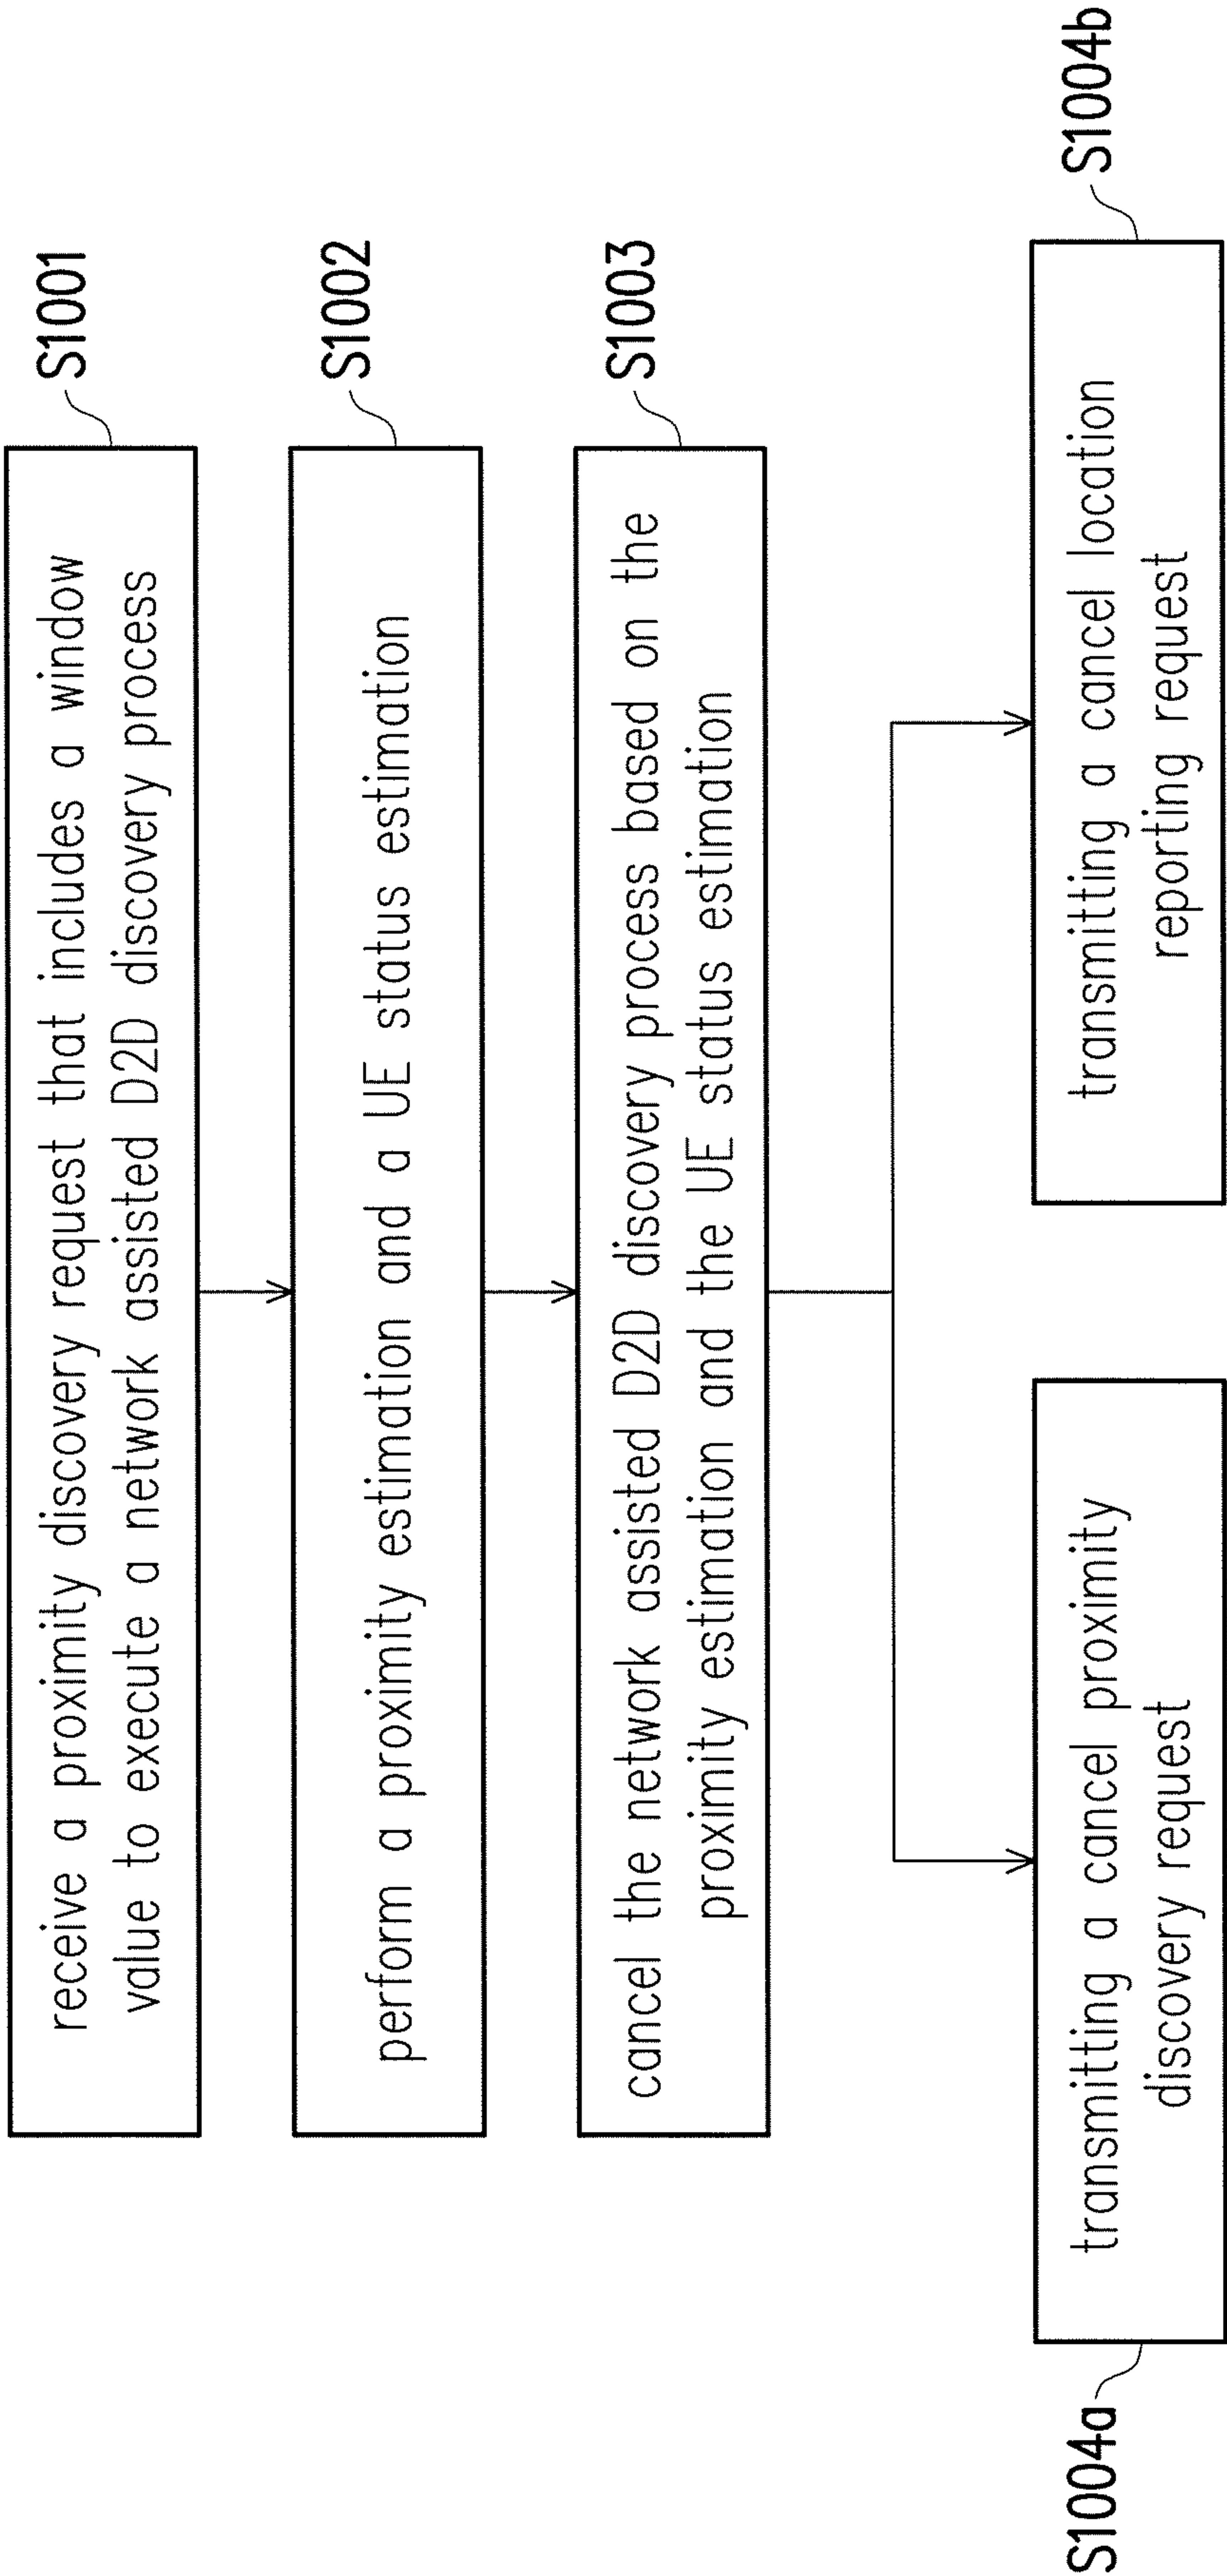 receive a proximity discovery request that includes a window
value to execute a network assisted D2D discovery process
S1001
perform a proximity estimation and a UE status estimation
S1002
cancel the network assisted D2D discovery process based on the
proximity estimation and the UE status estimation
S1003
S1004a
transmitting a cancel proximity
discovery request
transmitting a cancel location
reporting request
S1004b